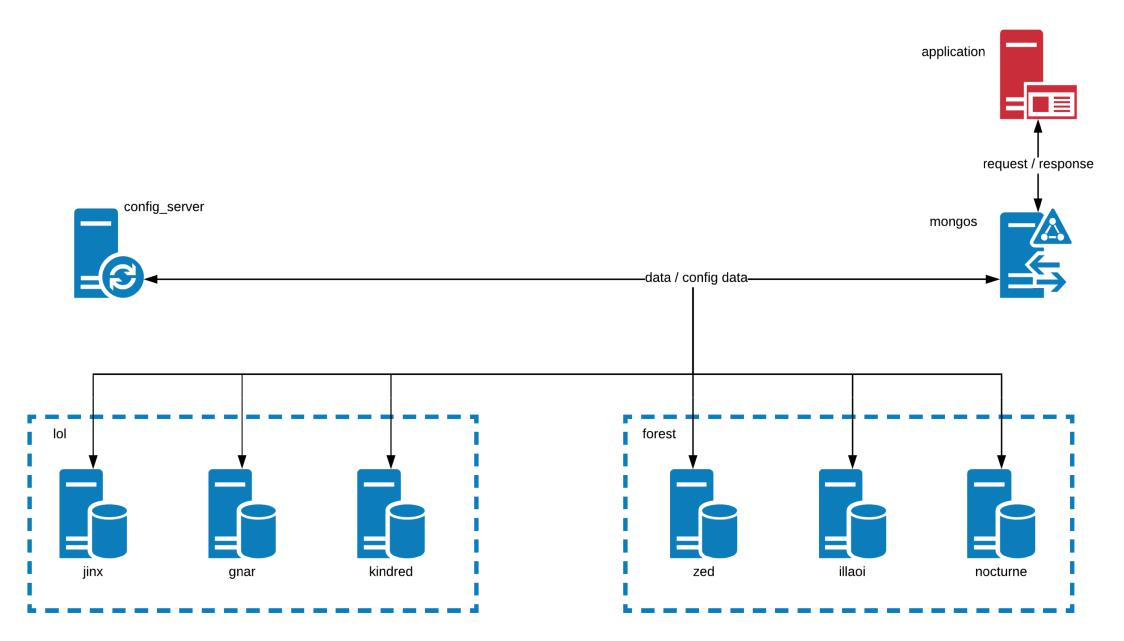 application
request / response
config_server
mongos
data / config data
lol
forest
jinx
gnar
kindred
zed
illaoi
nocturne